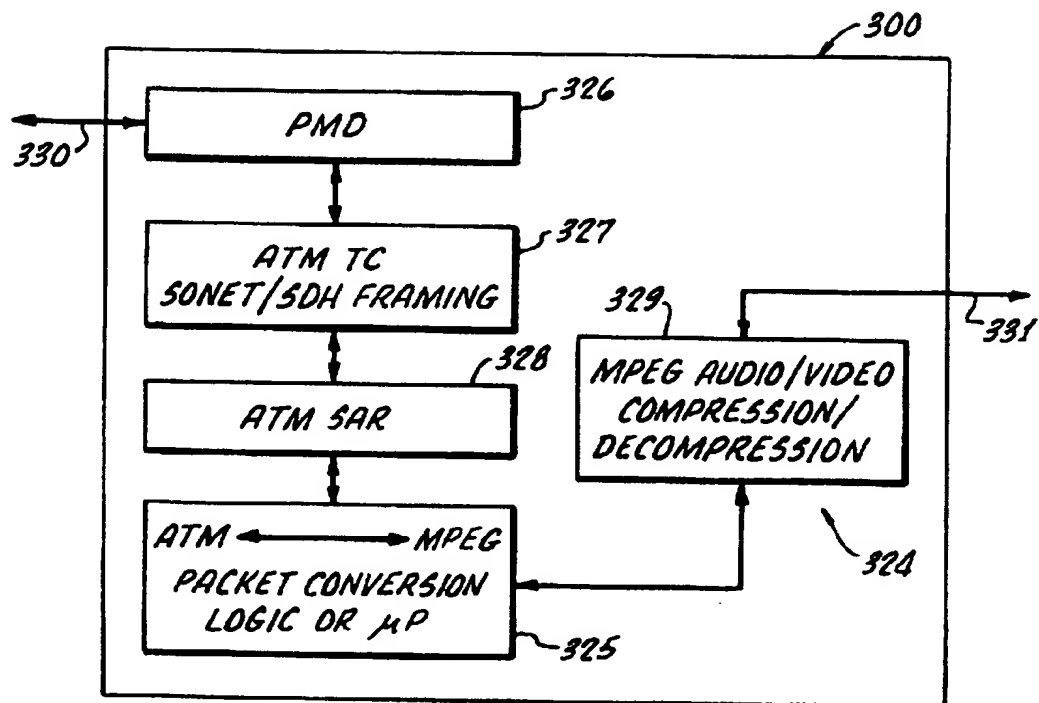 300
326
PMD
330
327
ATM TC
SONET/SDH FRAMING
329
331
328
ATM SAR
MPEG AUDIO/VIDEO
COMPRESSION/
DECOMPRESSION
ATM MPEG
PACKET CONVERSION
LOGIC OR μP
324
325